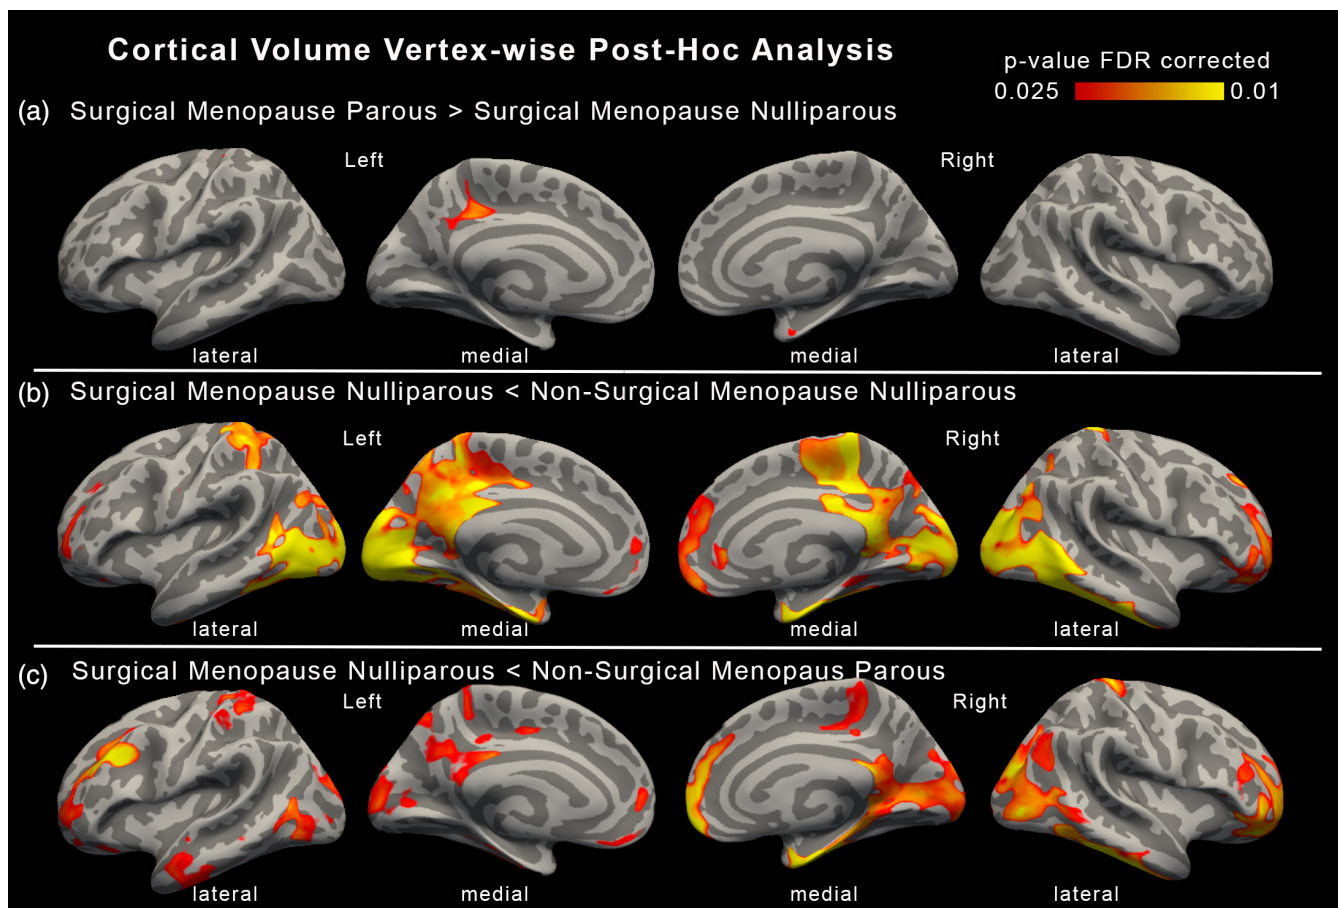 Cortical Volume Vertex-wise Post-Hoc Analysis
p-value FDR corrected
0.025 0.01
(a) Surgical Menopause Parous > Surgical Menopause Nulliparous
Left Right
lateral medial medial lateral
(b) Surgical Menopause Nulliparous < Non-Surgical Menopause Nulliparous
Left Right
lateral medial medial lateral
(c) Surgical Menopause Nulliparous < Non-Surgical Menopaus Parous
Left Right
lateral medial medial lateral